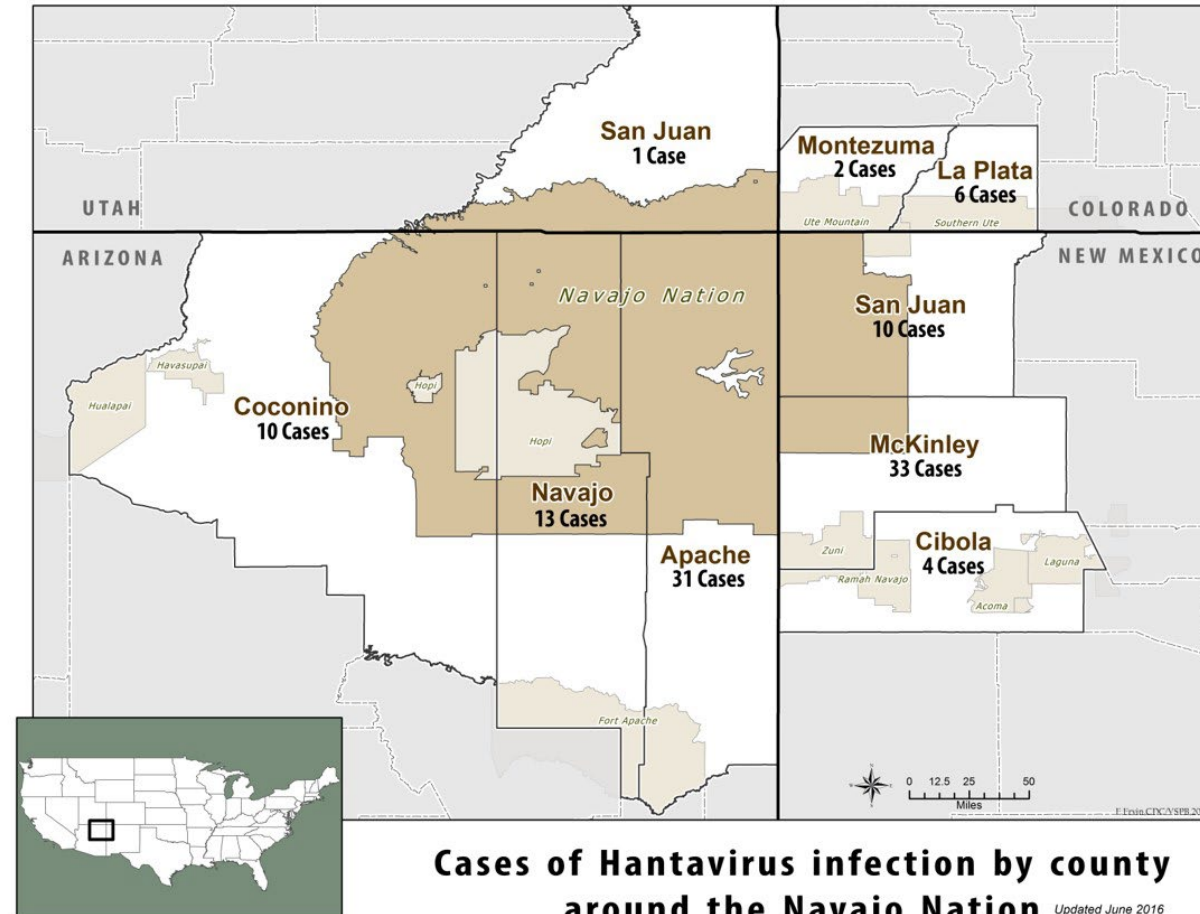 San Juan
1 Case
Montezuma
2 Cases
La Plata
6 Cases
UTAH
Ute Mountain
Southern Ute
COLORADO
ARIZONA
NEW MEXICO
Navajo Nation
San Juan
10 Cases
Havasupai
Hualapai
Hopi
Coconino
10 Cases
Hopi
McKinley
33 Cases
Navajo
13 Cases
Apache
31 Cases
Zuni
Cibola
4 Cases
Laguna
Ramah Navajo
Acoma
Fort Apache
N
0 12.5 25 50
Miles
Cases of Hantavirus infection by county
around the Navajo Nation
Updated June 2016